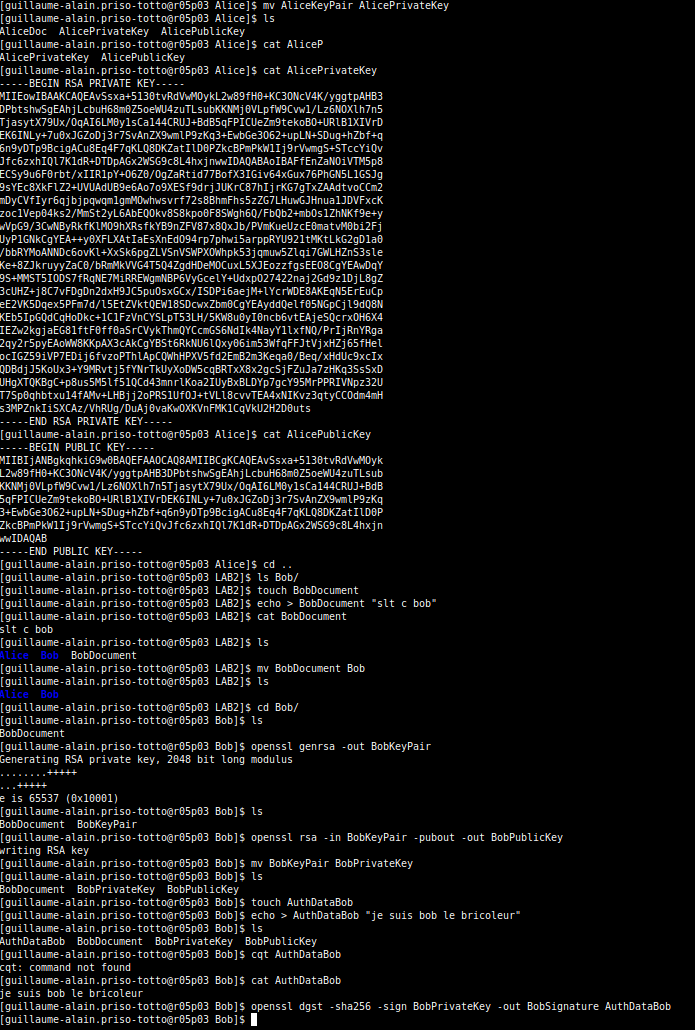 [guillaume-alain.priso-totto@r05p03 Alice]$ mv AliceKeyPair AlicePrivateKey
[guillaume-alain.priso-totto@r05p03 Alice]$ ls
AliceDoc  AlicePrivateKey  AlicePublicKey
[guillaume-alain.priso-totto@r05p03 Alice]$ cat AliceP
AlicePrivateKey  AlicePublicKey
[guillaume-alain.priso-totto@r05p03 Alice]$ cat AlicePrivateKey
-----BEGIN RSA PRIVATE KEY-----
MIIEowIBAAKCAQEAvSsxa+5130tvRdVwMOykL2w89fH0+KC3ONcV4K/yggtpAHB3
DPbtshwSgEAhjLcbuH68m0Z5oeWU4zuTLsubKKNMj0VLpfW9Cvw1/Lz6NOXlh7n5
TjasytX79Ux/OqAI6LM0y1sCa144CRUJ+BdB5qFPICUeZm9tekoBO+URlB1XIVrD
EK6INLy+7u0xJGZoDj3r7SvAnZX9wmlP9zKq3+EwbGe3O62+upLN+SDug+hZbf+q
6n9yDTp9BcigACu8Eq4F7qKLQ8DKZatIlD0PZkcBPmPkW1Ij9rVwmgS+STccYiQv
Jfc6zxhIQl7K1dR+DTDpAGx2WSG9c8L4hxjnwwIDAQABAoIBAFfEnZaNOiVTM5p8
ECSy9u6F0rbt/xIIR1pY+O6Z0/OgZaRtid77BofX3IGiv64xGux76PhGN5L1GSJg
9sYEc8XkFlZ2+UVUAdUB9e6Ao7o9XESf9drjJUKrC87hIjrKG7gTxZAAdtvoCCm2
mDyCVfIyr6qjbjpqwqm1gmMOwhwsvrf72s8BhmFhs5zZG7LHuwGJHnua1JDVFxcK
zoc1Vep04ks2/MmSt2yL6AbEQOkv8S8kpo0F8SWgh6Q/FbQb2+mbOs1ZhNKf9e+y
wVpG9/3CwNByRkfKlMO9hXRsfkYB9nZFV87x8QxJb/PVmKueUzcE0matvM0bi2Fj
UyP1GNkCgYEA++y0XFLXAtIaEsXnEdO94rp7phwi5arppRYU921tMKtLkG2gD1a0
/bbRYMoANNDc6ovKl+XxSk6pgZLVSnVSWPXOWhpk53jqmuw5Zlqi7GWLHZnS3sle
Ke+8ZJkruyyZaC0/bRmMkVVG4T5Q4ZgdHDeMOCuxL5XJEozzfgsEEO8CgYEAwDqY
9S+MMST5IODS7fRqNE7MiRREWgmNBP6VyGcelY+UdxpO27422naj2Gd9z1DjL8gZ
3cUHZ+j8C7vFDgDn2dxH9JC5puOsxGCx/ISDPi6aejM+lYcrWDE8AKEqN5ErEuCp
eE2VK5Dqex5PFm7d/l5EtZVktQEW18SDcwxZbm0CgYEAyddQelf05NGpCjl9dQ8N
KEb5IpGQdCqHoDkc+1C1FzVnCYSLpT53LH/5KW8u0yI0ncb6vtEAjeSQcrxOH6X4
IEZw2kgjaEG81ftF0ff0aSrCVykThmQYCcmGS6NdIk4NayY1lxfNQ/PrIjRnYRga
2qy2r5pyEAoWW8KKpAX3cAkCgYBSt6RkNU6lQxy06im53WfqFFJtVjxHZj65fHel
ocIGZ59iVP7EDij6fvzoPThlApCQWhHPXV5fd2EmB2m3Keqa0/Beq/xHdUc9xcIx
QDBdjJ5KoUx3+Y9MRvtj5fYNrTkUyXoDW5cqBRTxX8x2gcSjFZuJa7zHKq3SsSxD
UHgXTQKBgC+p8us5M5lf51QCd43mnrlKoa2IUyBxBLDYp7gcY95MrPPRIVNpz32U
T7Sp0qhbtxu14fAMv+LHBjj2oPRS1UfOJ+tVLl8cvvTEA4xNIKvz3qtyCCOdm4mH
s3MPZnkIiSXCAz/VhRUg/DuAj0vaKwOXKVnFMK1CqVkU2H2D0uts
-----END RSA PRIVATE KEY-----
[guillaume-alain.priso-totto@r05p03 Alice]$ cat AlicePublicKey
-----BEGIN PUBLIC KEY-----
MIIBIjANBgkqhkiG9w0BAQEFAAOCAQ8AMIIBCgKCAQEAvSsxa+5130tvRdVwMOyk
L2w89fH0+KC3ONcV4K/yggtpAHB3DPbtshwSgEAhjLcbuH68m0Z5oeWU4zuTLsub
KKNMj0VLpfW9Cvw1/Lz6NOXlh7n5TjasytX79Ux/OqAI6LM0y1sCa144CRUJ+BdB
5qFPICUeZm9tekoBO+URlB1XIVrDEK6INLy+7u0xJGZoDj3r7SvAnZX9wmlP9zKq
3+EwbGe3O62+upLN+SDug+hZbf+q6n9yDTp9BcigACu8Eq4F7qKLQ8DKZatIlD0P
ZkcBPmPkW1Ij9rVwmgS+STccYiQvJfc6zxhIQl7K1dR+DTDpAGx2WSG9c8L4hxjn
wwIDAQAB
-----END PUBLIC KEY-----
[guillaume-alain.priso-totto@r05p03 Alice]$ cd ..
[guillaume-alain.priso-totto@r05p03 LAB2]$ ls Bob/
[guillaume-alain.priso-totto@r05p03 LAB2]$ touch BobDocument
[guillaume-alain.priso-totto@r05p03 LAB2]$ echo > BobDocument "slt c bob"
[guillaume-alain.priso-totto@r05p03 LAB2]$ cat BobDocument
slt c bob
[guillaume-alain.priso-totto@r05p03 LAB2]$ ls
Alice  Bob  BobDocument
[guillaume-alain.priso-totto@r05p03 LAB2]$ mv BobDocument Bob
[guillaume-alain.priso-totto@r05p03 LAB2]$ ls
Alice  Bob
[guillaume-alain.priso-totto@r05p03 LAB2]$ cd Bob/
[guillaume-alain.priso-totto@r05p03 Bob]$ ls
BobDocument
[guillaume-alain.priso-totto@r05p03 Bob]$ openssl genrsa -out BobKeyPair
Generating RSA private key, 2048 bit long modulus
........+++++
...+++++
e is 65537 (0x10001)
[guillaume-alain.priso-totto@r05p03 Bob]$ ls
BobDocument  BobKeyPair
[guillaume-alain.priso-totto@r05p03 Bob]$ openssl rsa -in BobKeyPair -pubout -out BobPublicKey
writing RSA key
[guillaume-alain.priso-totto@r05p03 Bob]$ mv BobKeyPair BobPrivateKey
[guillaume-alain.priso-totto@r05p03 Bob]$ ls
BobDocument  BobPrivateKey  BobPublicKey
[guillaume-alain.priso-totto@r05p03 Bob]$ touch AuthDataBob
[guillaume-alain.priso-totto@r05p03 Bob]$ echo > AuthDataBob "je suis bob le bricoleur"
[guillaume-alain.priso-totto@r05p03 Bob]$ ls
AuthDataBob  BobDocument  BobPrivateKey  BobPublicKey
[guillaume-alain.priso-totto@r05p03 Bob]$ cqt AuthDataBob
cqt: command not found
[guillaume-alain.priso-totto@r05p03 Bob]$ cat AuthDataBob
je suis bob le bricoleur
[guillaume-alain.priso-totto@r05p03 Bob]$ openssl dgst -sha256 -sign BobPrivateKey -out BobSignature AuthDataBob
[guillaume-alain.priso-totto@r05p03 Bob]$